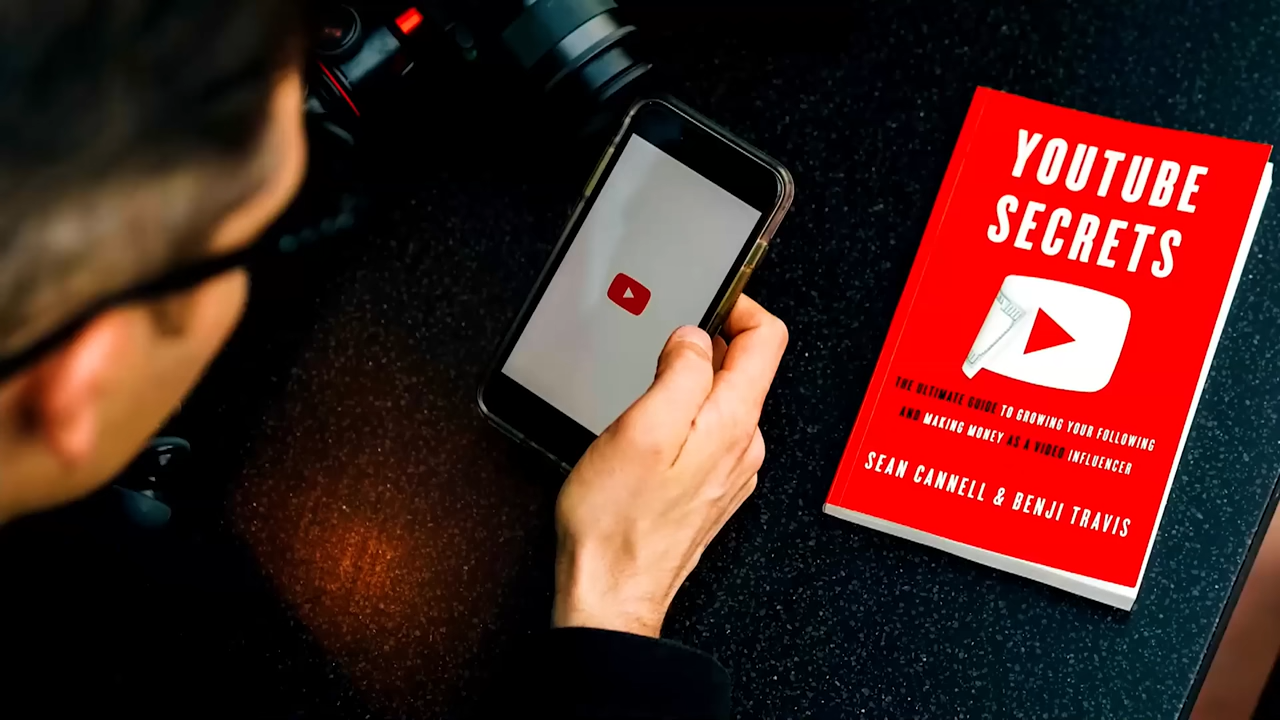 YOUTUBE
SECRETS
THE ULTIMATE GUIDE TO GROWING YOUR FOLLOWING
AND MAKING MONEY AS A VIDEO INFLUENCER
SEAN CANNELL & BENJI TRAVIS